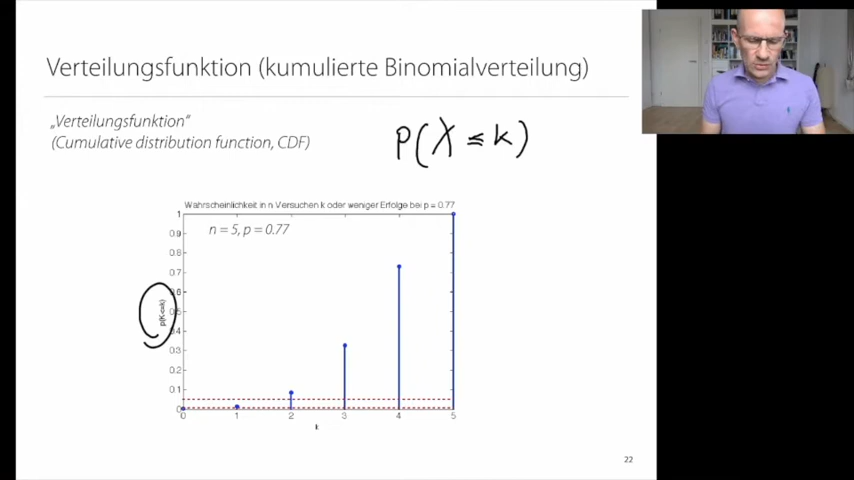 Verteilungsfunktion (kumulierte Binomialverteilung)
„Verteilungsfunktion“
(Cumulative distribution function, CDF)
P(X ≤ k)
Wahrscheinlichkeit in n Versuchen k oder weniger Erfolge bei p = 0.77
n = 5, p = 0.77
1
0.9
0.8
0.7
0.6
0.5
0.4
0.3
0.2
0.1
0
0 1 2 3 4 5
k
22